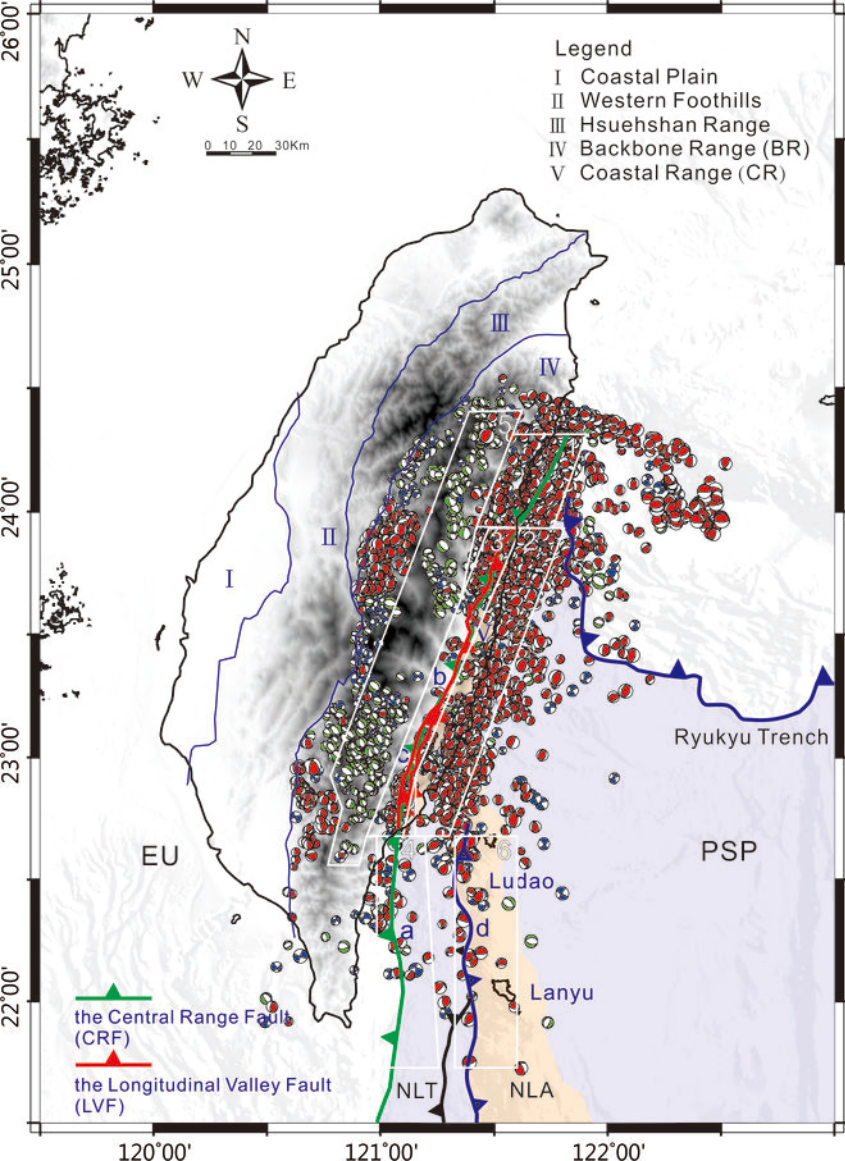 26°00'
N
W E
S
0 10 20 30Km
Legend
I Coastal Plain
II Western Foothills
III Hsuehshan Range
IV Backbone Range (BR)
V Coastal Range (CR)
25°00'
III
IV
5
24°00'
II
3 2
I
V
b
23°00'
c
Ryukyu Trench
EU
4
6
PSP
Ludao
a
d
22°00'
Lanyu
the Central Range Fault
(CRF)
the Longitudinal Valley Fault
(LVF)
NLT
NLA
120°00'
121°00'
122°00'